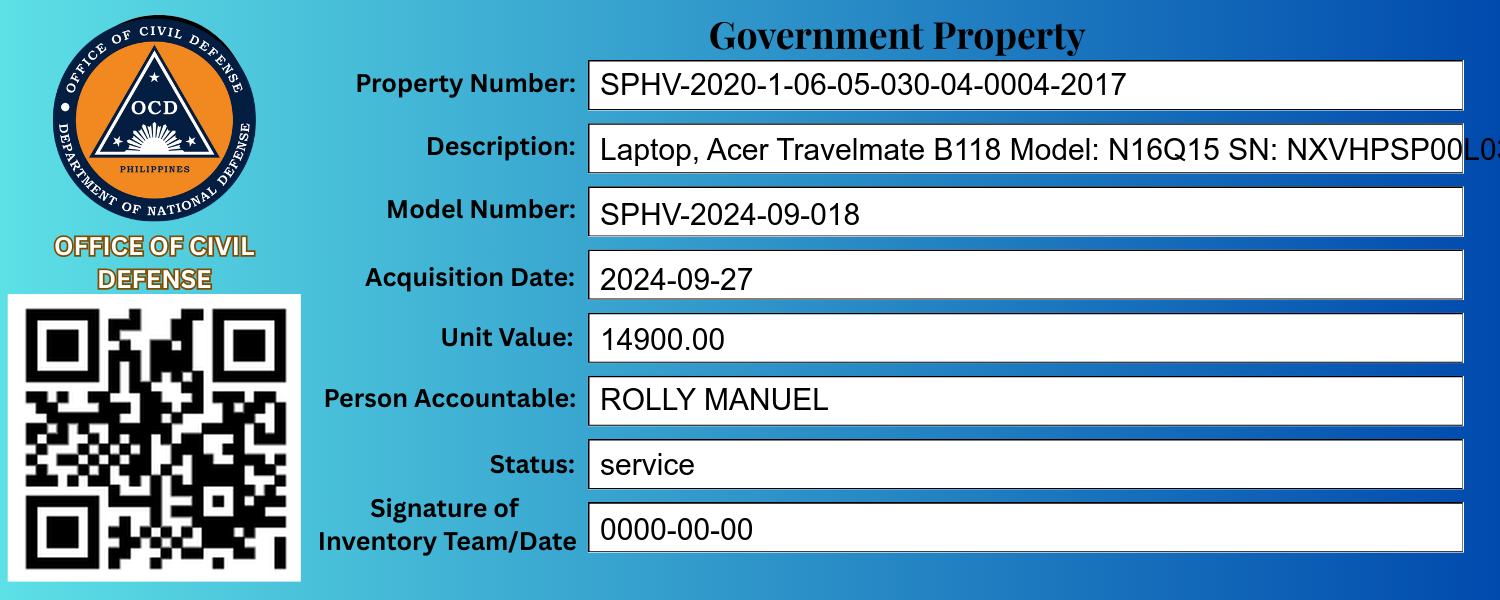 OFFICE OF CIVIL DEFENSE
DEPARTMENT OF NATIONAL DEFENSE
OCD
PHILIPPINES
OFFICE OF CIVIL
DEFENSE
Government Property
Property Number: SPHV-2020-1-06-05-030-04-0004-2017
Description: Laptop, Acer Travelmate B118 Model: N16Q15 SN:
Model Number: SPHV-2024-09-018
Acquisition Date: 2024-09-27
Unit Value: 14900.00
Person Accountable: ROLLY MANUEL
Status: service
Signature of
Inventory Team/Date 0000-00-00